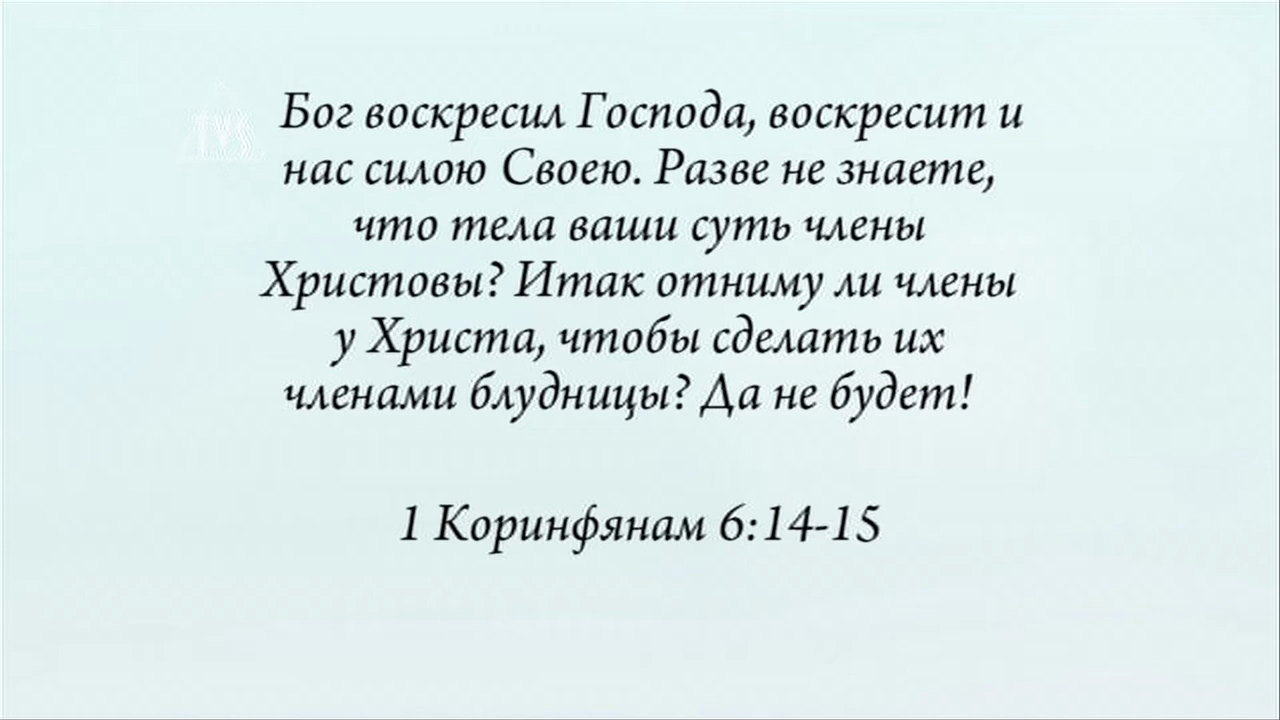 Бог воскресил Господа, воскресит и
нас силою Своею. Разве не знаете,
что тела ваши суть члены
Христовы? Итак отниму ли члены
у Христа, чтобы сделать их
членами блудницы? Да не будет!
1 Коринфянам 6:14-15